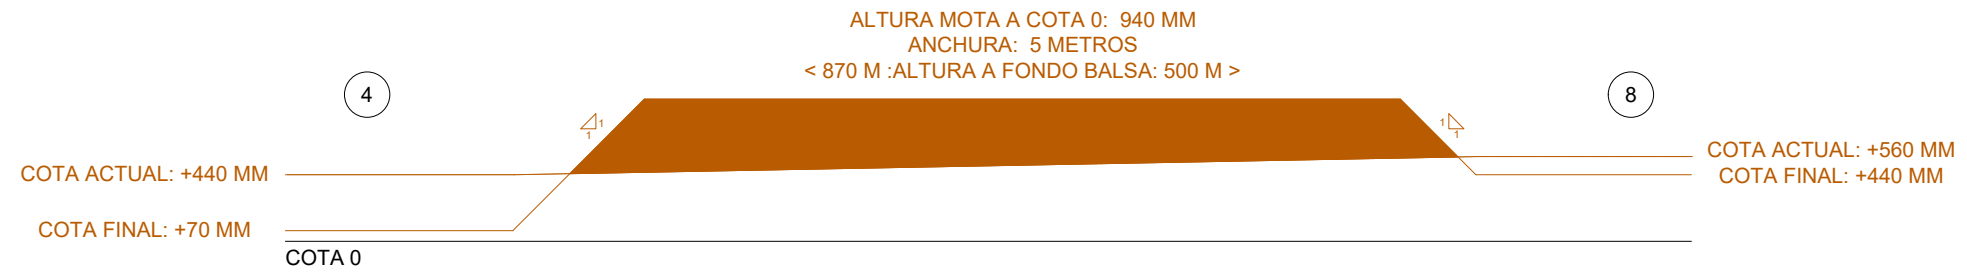 ALTURA MOTA A COTA 0: 940 MM
ANCHURA: 5 METROS
< 870 M :ALTURA A FONDO BALSA: 500 M >
4
8
1
1
1
1
COTA ACTUAL: +440 MM
COTA FINAL: +70 MM
COTA ACTUAL: +560 MM
COTA FINAL: +440 MM
COTA 0